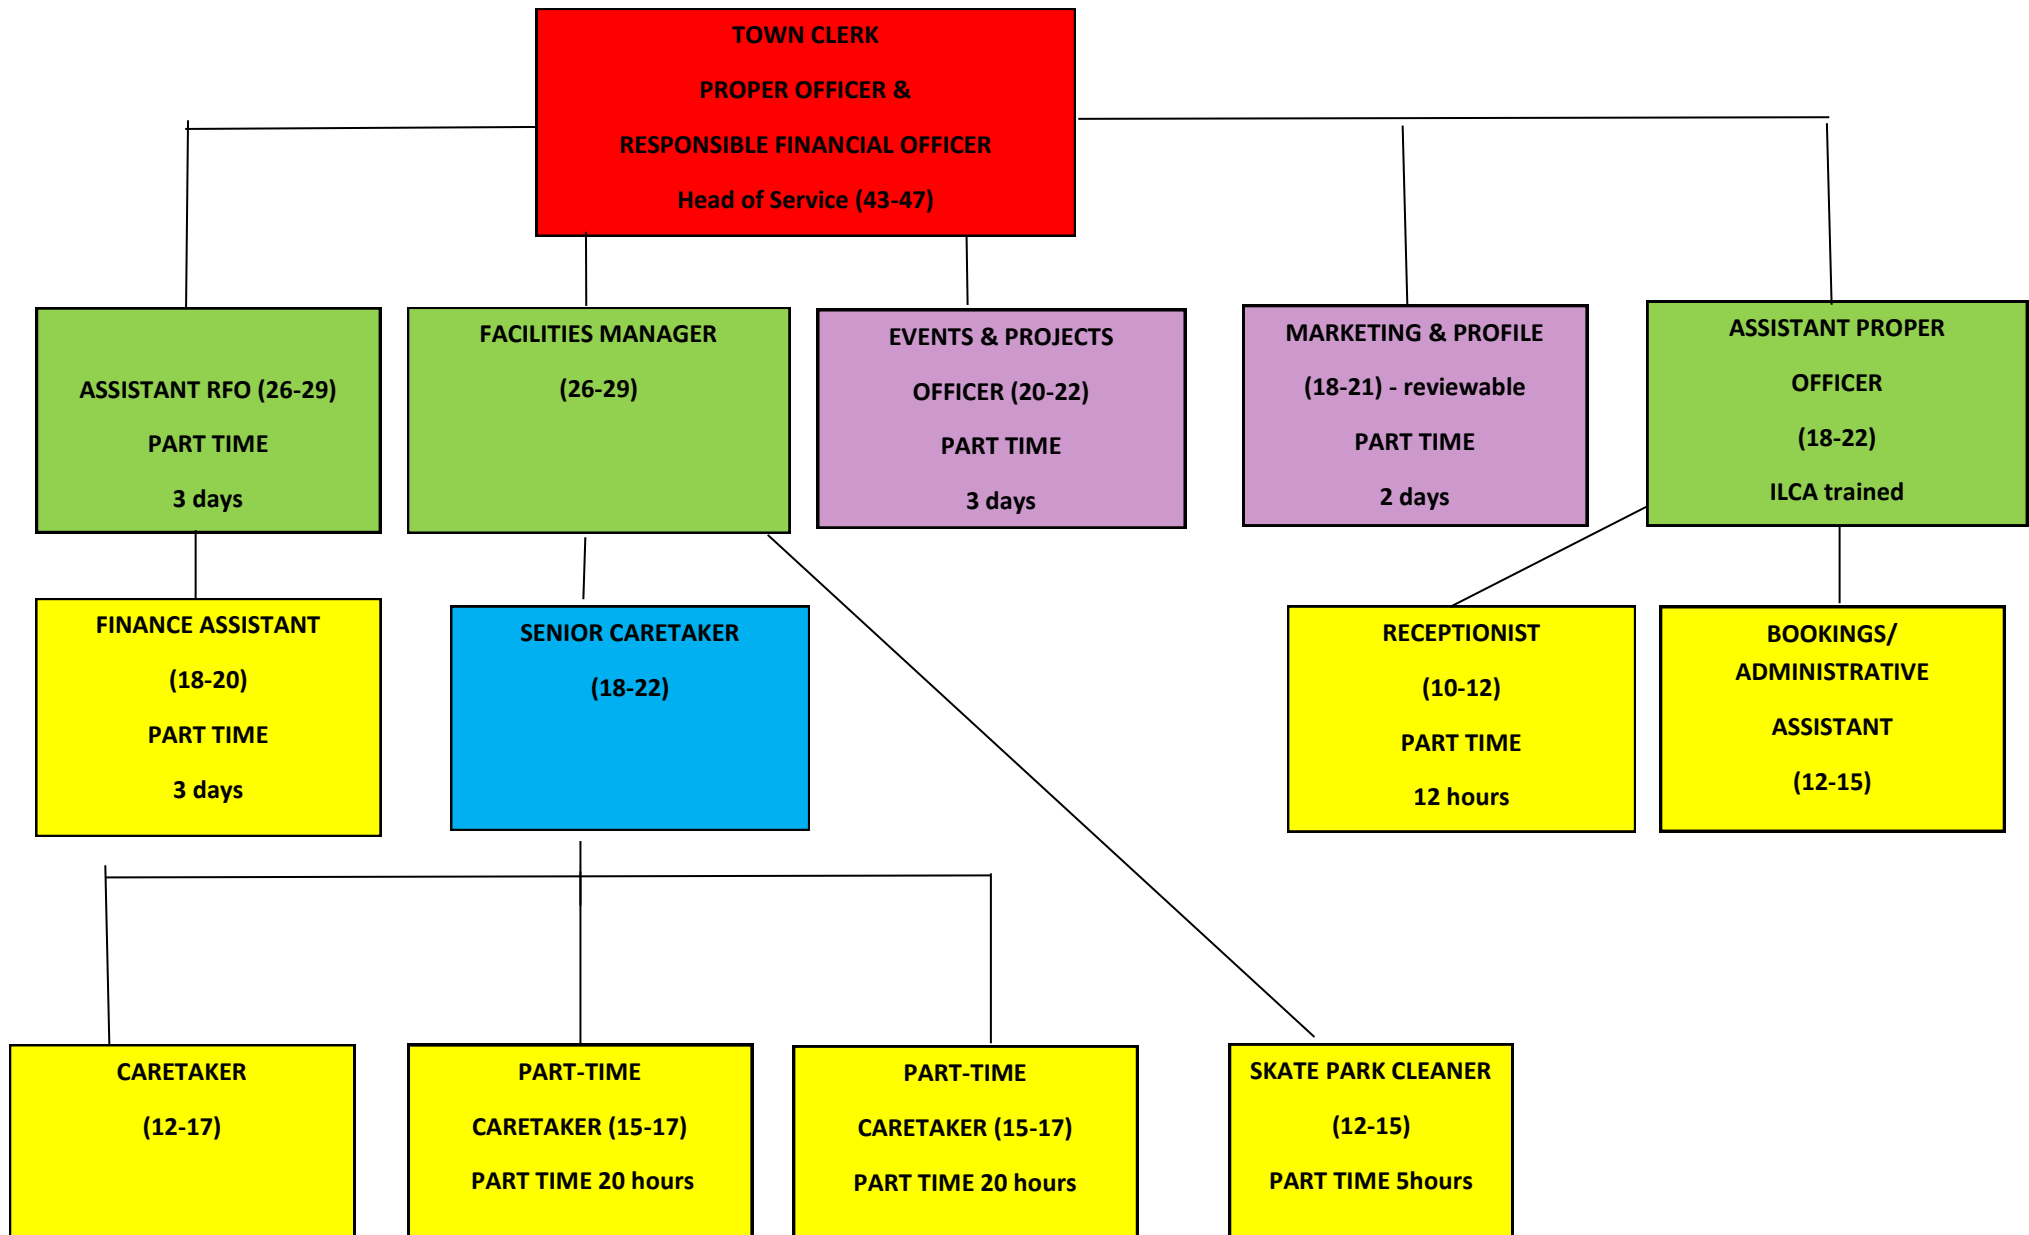 TOWN CLERK
PROPER OFFICER &
RESPONSIBLE FINANCIAL OFFICER
Head of Service (43-47)
ASSISTANT RFO (26-29)
PART TIME
3 days
FACILITIES MANAGER
(26-29)
EVENTS & PROJECTS
OFFICER (20-22)
PART TIME
3 days
MARKETING & PROFILE
(18-21) - reviewable
PART TIME
2 days
ASSISTANT PROPER
OFFICER
(18-22)
ILCA trained
FINANCE ASSISTANT
(18-20)
PART TIME
3 days
SENIOR CARETAKER
(18-22)
RECEPTIONIST
(10-12)
PART TIME
12 hours
BOOKINGS/
ADMINISTRATIVE
ASSISTANT
(12-15)
CARETAKER
(12-17)
PART-TIME
CARETAKER (15-17)
PART TIME 20 hours
PART-TIME
CARETAKER (15-17)
PART TIME 20 hours
SKATE PARK CLEANER
(12-15)
PART TIME 5hours